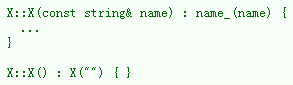 X::X(const string& name) : name_(name) {
  ...
}
X::X() : X("") { }